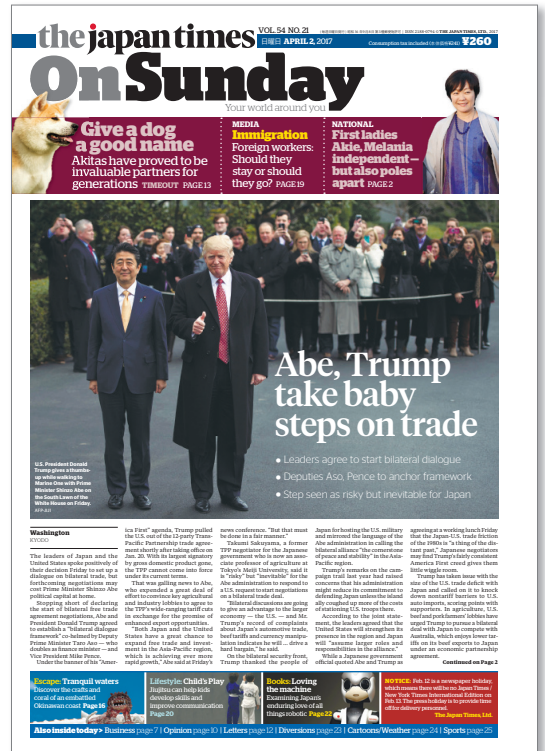 the japan times
VOL. 54 NO. 21
ISSN 2188-0794 © THE JAPAN TIMES, LTD., 2017
日曜日 APRIL 2, 2017
Consumption tax included
¥260
On Sunday
Your world around you
Give a dog
a good name
Akitas have proved to be
invaluable partners for
generations TIMEOUT PAGE 13
MEDIA
Immigration
Foreign workers:
Should they
stay or should
they go? PAGE 19
NATIONAL
First ladies
Akie, Melania
independent —
but also poles
apart PAGE 2
Abe, Trump
take baby
steps on trade
• Leaders agree to start bilateral dialogue
• Deputies Aso, Pence to anchor framework
• Step seen as risky but inevitable for Japan
U.S. President Donald
Trump gives a thumbs-
up while walking to
Marine One with Prime
Minister Shinzo Abe on
the South Lawn of the
White House on Friday.
AFP-JIJI
Washington
KYODO
The leaders of Japan and the
United States spoke positively of
their decision Friday to set up a
dialogue on bilateral trade, but
forthcoming negotiations may
cost Prime Minister Shinzo Abe
political capital at home.
Stopping short of declaring
the start of bilateral free trade
agreement negotiations, Abe and
President Donald Trump agreed
to establish a "bilateral dialogue
framework" co-helmed by Deputy
Prime Minister Taro Aso — who
doubles as finance minister — and
Vice President Mike Pence.
Under the banner of his "Amer-
ica First" agenda, Trump pulled
the U.S. out of the 12-party Trans-
Pacific Partnership trade agree-
ment shortly after taking office on
Jan. 20. With its largest signatory
by gross domestic product gone,
the TPP cannot come into force
under its current terms.
That was galling news to Abe,
who expended a great deal of
effort to convince key agricultural
and industry lobbies to agree to
the TPP's wide-ranging tariff cuts
in exchange for the promise of
enhanced export opportunities.
"Both Japan and the United
States have a great chance to
expand free trade and invest-
ment in the Asia-Pacific region,
which is achieving ever more
rapid growth," Abe said at Friday's
news conference. "But that must
be done in a fair manner."
Takumi Sakuyama, a former
TPP negotiator for the Japanese
government who is now an asso-
ciate professor of agriculture at
Tokyo's Meiji University, said it
is "risky" but "inevitable" for the
Abe administration to respond to
a U.S. request to start negotiations
on a bilateral trade deal.
"Bilateral discussions are going
to give an advantage to the larger
economy — the U.S. — and Mr.
Trump's record of complaints
about Japan's automotive trade,
beef tariffs and currency manipu-
lation indicates he will ... drive a
hard bargain," he said.
On the bilateral security front,
Trump thanked the people of
Japan for hosting the U.S. military
and mirrored the language of the
Abe administration in calling the
bilateral alliance "the cornerstone
of peace and stability" in the Asia-
Pacific region.
Trump's remarks on the cam-
paign trail last year had raised
concerns that his administration
might reduce its commitment to
defending Japan unless the island
ally coughed up more of the costs
of stationing U.S. troops there.
According to the joint state-
ment, the leaders agreed that the
United States will strengthen its
presence in the region and Japan
will "assume larger roles and
responsibilities in the alliance."
While a Japanese government
official quoted Abe and Trump as
agreeing at a working lunch Friday
that the Japan-U.S. trade friction
of the 1980s is "a thing of the dis-
tant past," Japanese negotiators
may find Trump's fairly consistent
America First creed gives them
little wiggle room.
Trump has taken issue with the
size of the U.S. trade deficit with
Japan and called on it to knock
down nontariff barriers to U.S.
auto imports, scoring points with
supporters. In agriculture, U.S.
beef and pork farmers' lobbies have
urged Trump to pursue a bilateral
deal with Japan to compete with
Australia, which enjoys lower tar-
iffs on its beef exports to Japan
under an economic partnership
agreement.
Continued on Page 2
Escape: Tranquil waters
Discover the crafts and
coral of an embattled
Okinawan coast Page 16
Lifestyle: Child's Play
Jiujitsu can help kids
develop skills and
improve communication
Page 20
Books: Loving
the machine
Examining Japan's
enduring love of all
things robotic Page 22
NOTICE: Feb. 12 is a newspaper holiday,
which means there will be no Japan Times /
New York Times International Edition on
Feb. 13. The press holiday is to provide time
off for delivery personnel.
The Japan Times, Ltd.
Also inside today > Business page 7 | Opinion page 10 | Letters page 12 | Diversions page 23 | Cartoons/Weather page 24 | Sports page 25